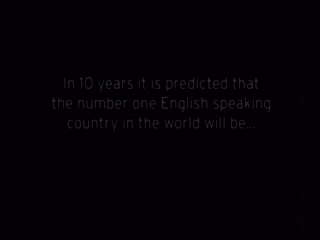 In 10 years it is predicted that
the number one English speaking
country in the world will be...